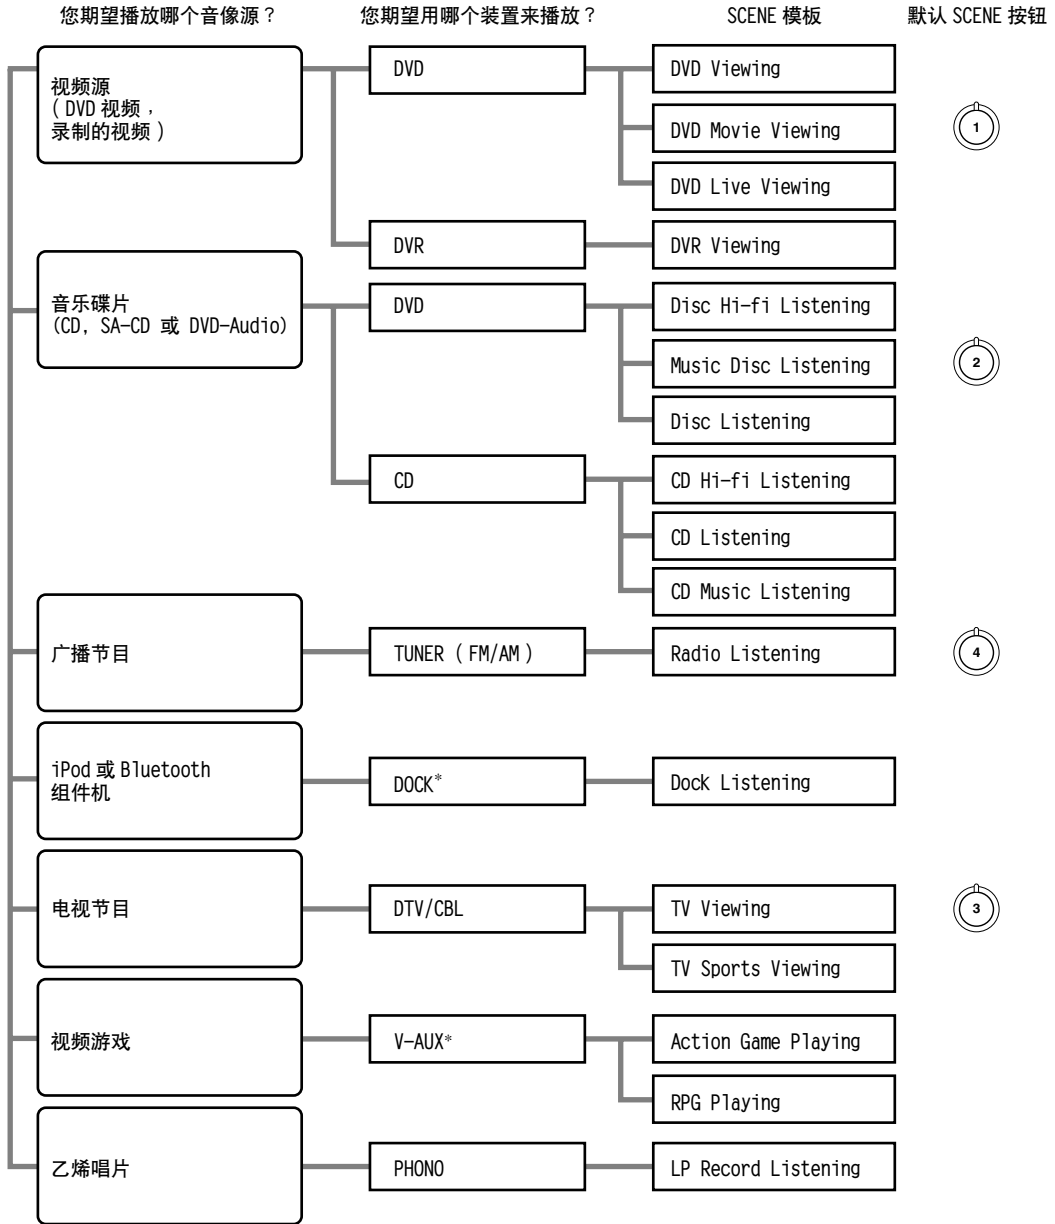 您期望播放哪个音像源？
您期望用哪个装置来播放？
SCENE 模板
默认 SCENE 按钮
视频源
（DVD 视频，
录制的视频）
DVD
DVD Viewing
DVD Movie Viewing
1
DVD Live Viewing
DVR
DVR Viewing
音乐碟片
(CD, SA-CD 或 DVD-Audio)
DVD
Disc Hi-fi Listening
Music Disc Listening
2
Disc Listening
CD
CD Hi-fi Listening
CD Listening
CD Music Listening
广播节目
TUNER （FM/AM）
Radio Listening
4
iPod 或 Bluetooth
组件机
DOCK*
Dock Listening
电视节目
DTV/CBL
TV Viewing
3
TV Sports Viewing
视频游戏
V-AUX*
Action Game Playing
RPG Playing
乙烯唱片
PHONO
LP Record Listening